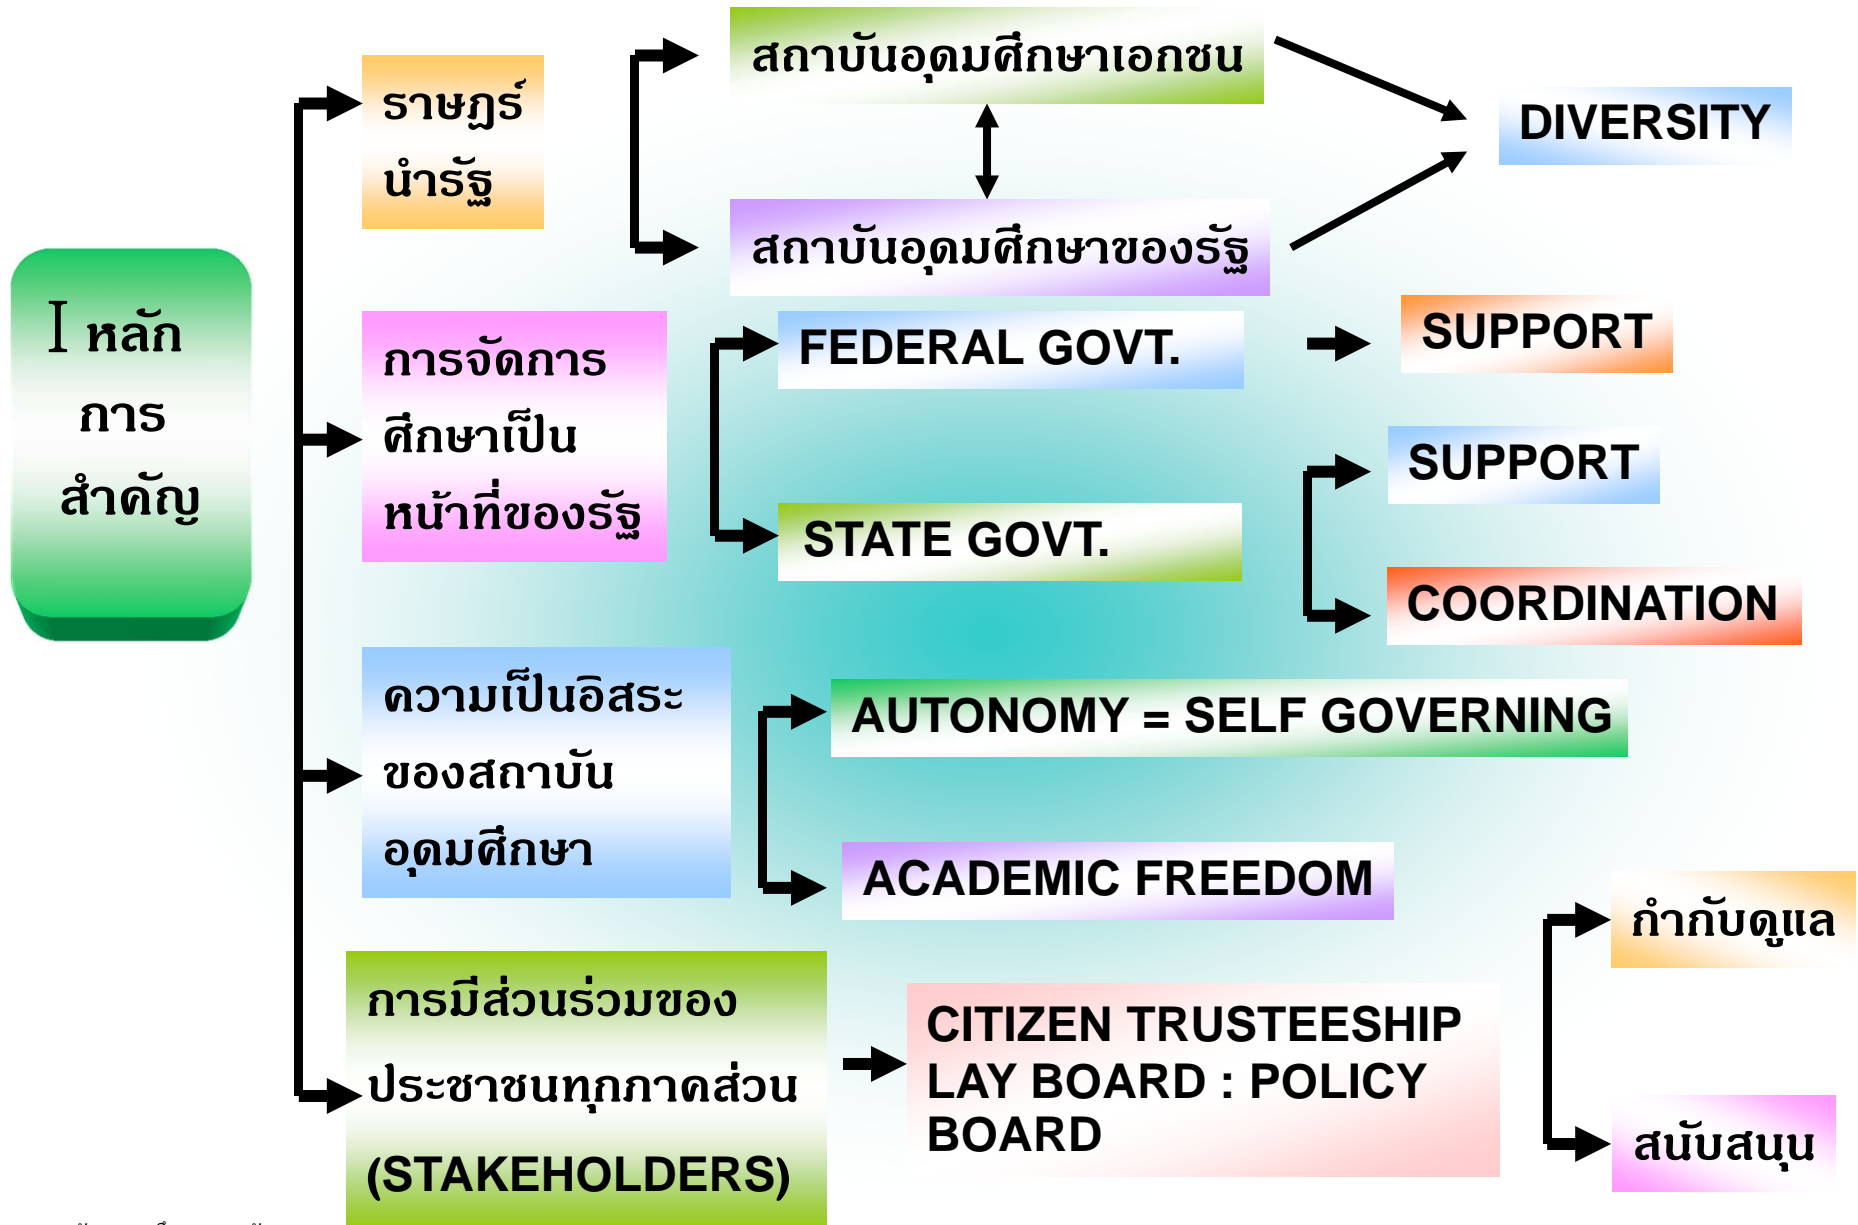 I หลัก
การ
สำคัญ
ราษฎร์
นำรัฐ
สถาบันอุดมศึกษาเอกชน
สถาบันอุดมศึกษาของรัฐ
DIVERSITY
การจัดการ
ศึกษาเป็น
หน้าที่ของรัฐ
FEDERAL GOVT.
SUPPORT
STATE GOVT.
SUPPORT
COORDINATION
ความเป็นอิสระ
ของสถาบัน
อุดมศึกษา
AUTONOMY = SELF GOVERNING
ACADEMIC FREEDOM
การมีส่วนร่วมของ
ประชาชนทุกภาคส่วน
(STAKEHOLDERS)
CITIZEN TRUSTEESHIP
LAY BOARD : POLICY
BOARD
กำกับดูแล
สนับสนุน